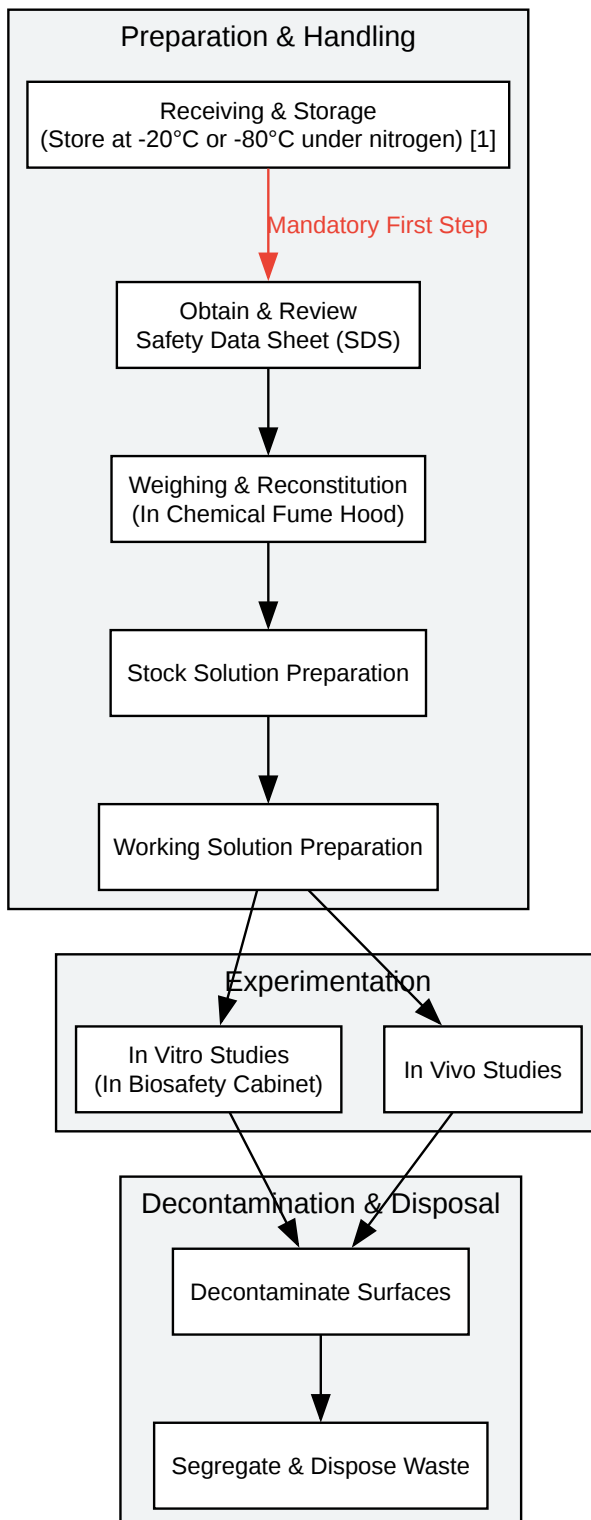 Preparation & Handling
Receiving & Storage
(Store at -20°C or -80°C under nitrogen) [1]
Mandatory First Step
Obtain & Review
Safety Data Sheet (SDS)
Weighing & Reconstitution
(In Chemical Fume Hood)
Stock Solution Preparation
Working Solution Preparation
Experimentation
In Vitro Studies
(In Biosafety Cabinet)
In Vivo Studies
Decontamination & Disposal
Decontaminate Surfaces
Segregate & Dispose Waste